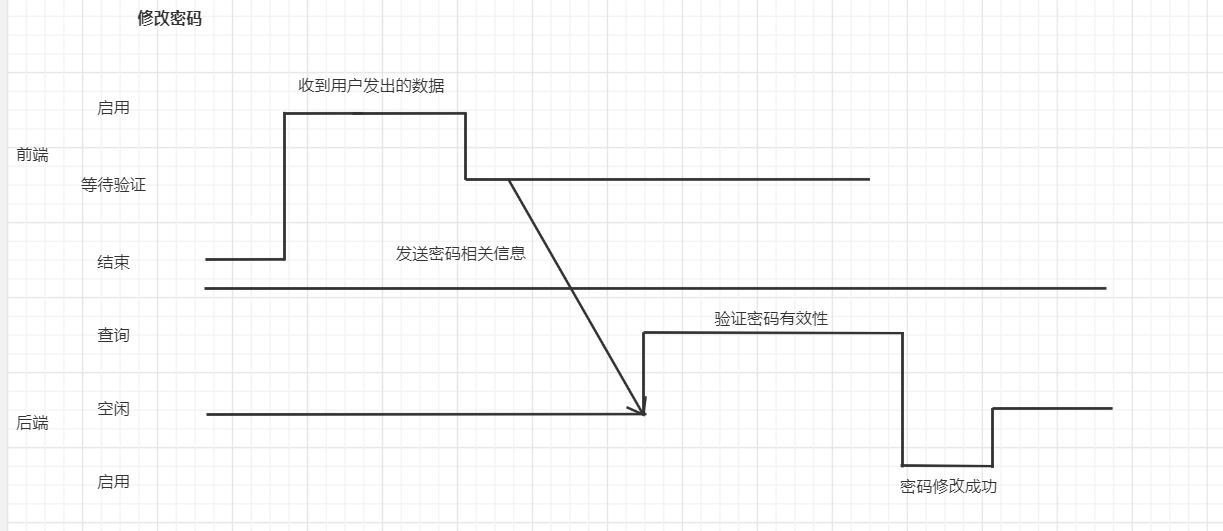 修改密码
收到用户发出的数据
启用
前端
等待验证
发送密码相关信息
结束
验证密码有效性
查询
空闲
后端
启用
密码修改成功